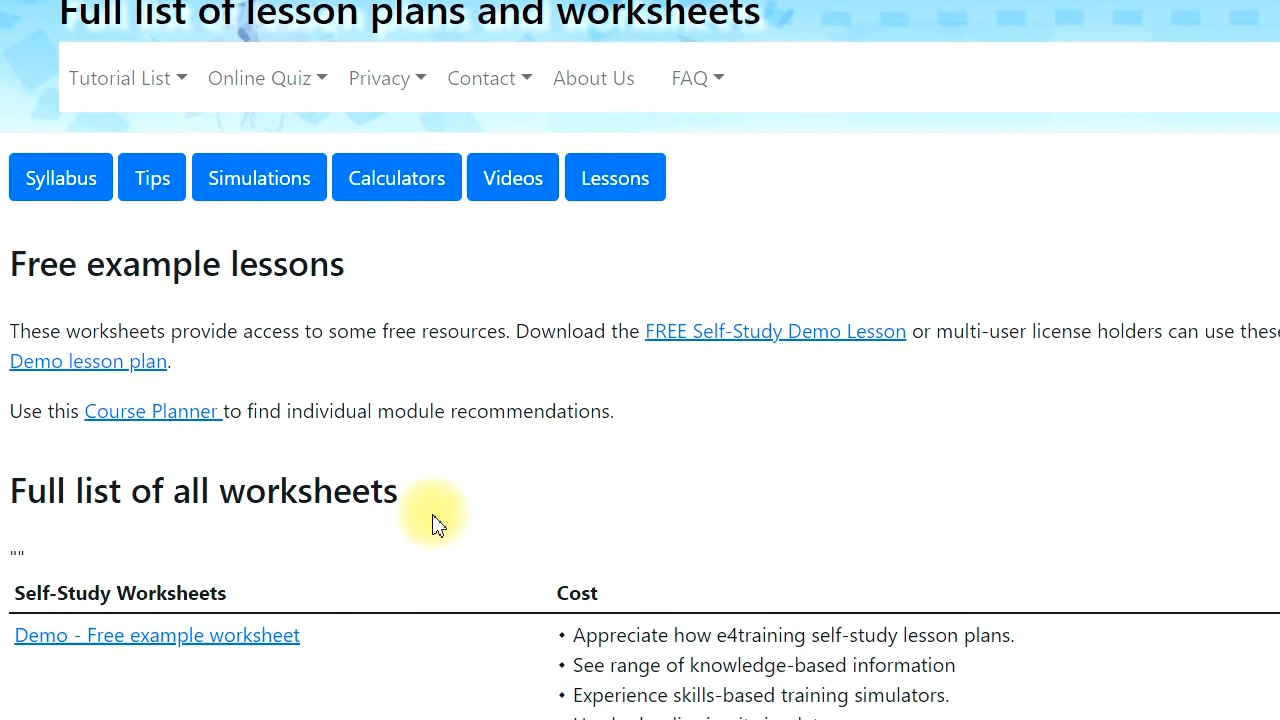 Full list of lesson plans and worksheets
Tutorial List Online Quiz Privacy Contact About Us FAQ
Syllabus Tips Simulations Calculators Videos Lessons
Free example lessons
These worksheets provide access to some free resources. Download the FREE Self-Study Demo Lesson or multi-user license holders can use these
Demo lesson plan.
Use this Course Planner to find individual module recommendations.
Full list of all worksheets
""
Self-Study Worksheets Cost
Demo - Free example worksheet • Appreciate how e4training self-study lesson plans.
• See range of knowledge-based information
• Experience skills-based training simulators.